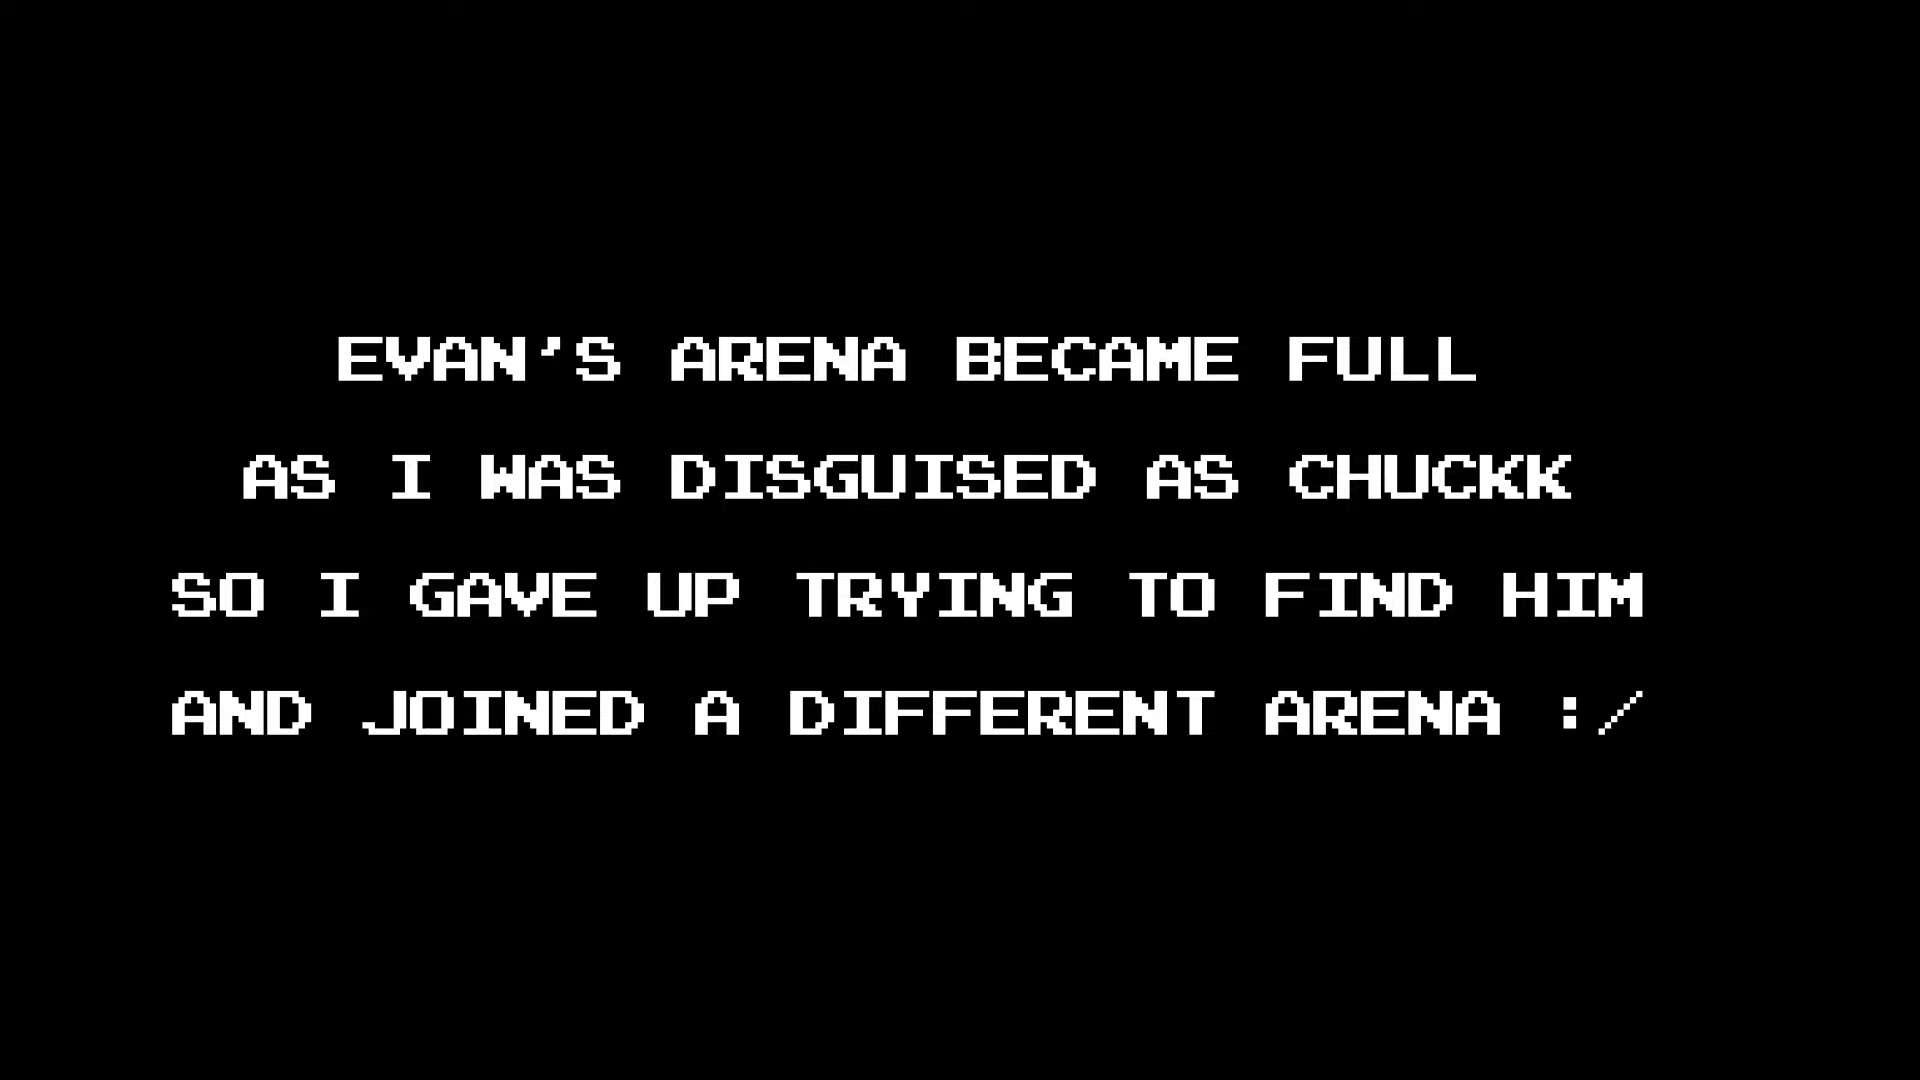 EVAN'S ARENA BECAME FULL
AS I WAS DISGUISED AS CHUCKK
SO I GAVE UP TRYING TO FIND HIM
AND JOINED A DIFFERENT ARENA :/